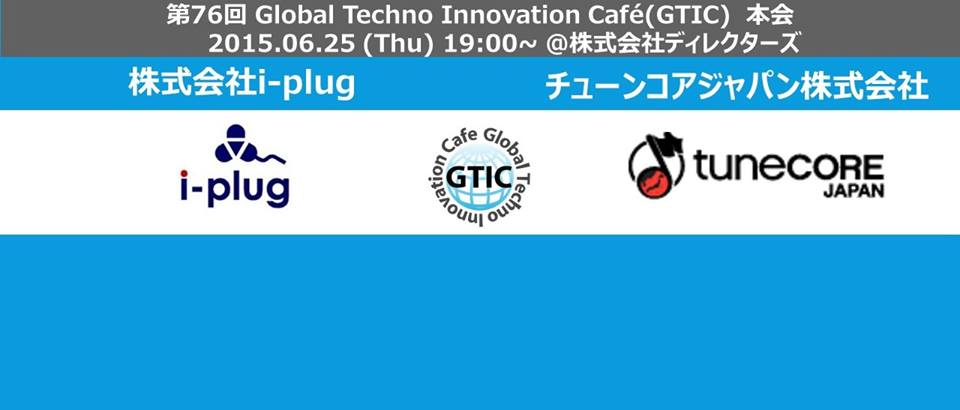 第76回 Global Techno Innovation Café(GTIC) 本会
2015.06.25 (Thu) 19:00~ @株式会社ディレクターズ
株式会社i-plug
チューンコアジャパン株式会社
i-plug
Innovation Cafe Global Techno
GTIC
tunecORE
JAPAN